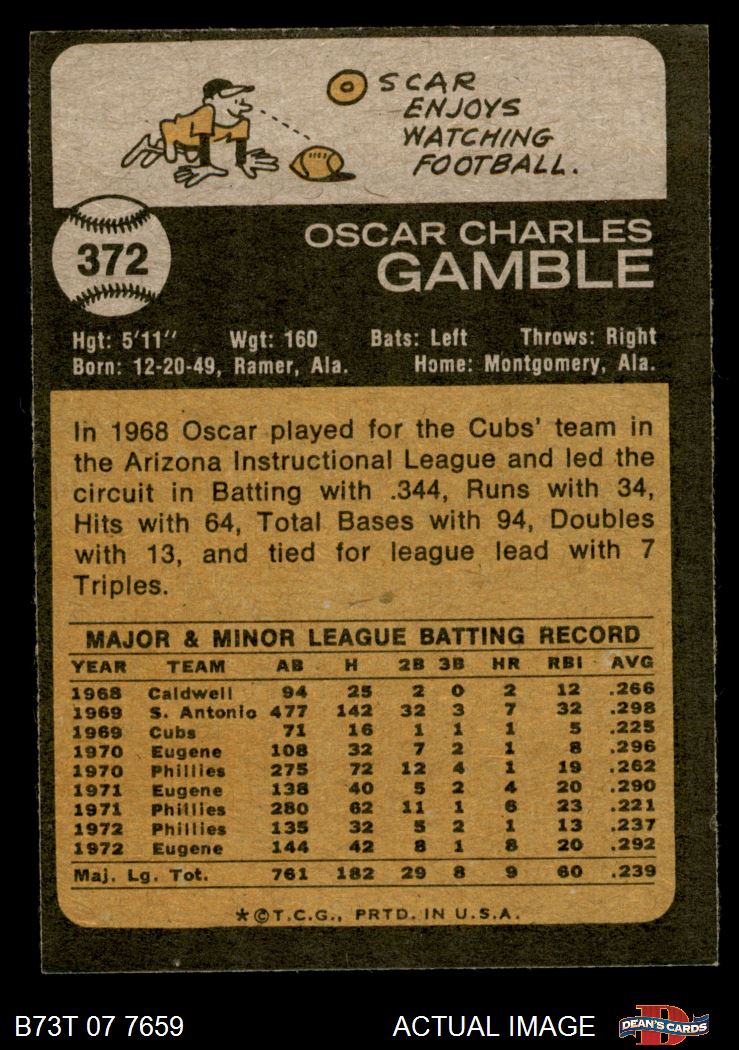 OSCAR
ENJOYS
WATCHING
FOOTBALL.
372
OSCAR CHARLES
GAMBLE
Hgt: 5'11" Wgt: 160 Bats: Left Throws: Right
Born: 12-20-49, Ramer, Ala. Home: Montgomery, Ala.
In 1968 Oscar played for the Cubs' team in
the Arizona Instructional League and led the
circuit in Batting with .344, Runs with 34,
Hits with 64, Total Bases with 94, Doubles
with 13, and tied for league lead with 7
Triples.
MAJOR & MINOR LEAGUE BATTING RECORD
YEAR TEAM AB H 2B 3B HR RBI AVG
1968 Caldwell 94 25 2 0 2 12 .266
1969 S. Antonio 477 142 32 3 7 32 .298
1969 Cubs 71 16 1 1 1 5 .225
1970 Eugene 108 32 7 2 1 8 .296
1970 Phillies 275 72 12 4 1 19 .262
1971 Eugene 138 40 5 2 4 20 .290
1971 Phillies 280 62 11 1 6 23 .221
1972 Phillies 135 32 5 2 1 13 .237
1972 Eugene 144 42 8 1 8 20 .292
Maj. Lg. Tot. 761 182 29 8 9 60 .239
★©T.C.G., PRTD. IN U.S.A.
B73T 07 7659 ACTUAL IMAGE D DEAN'S CARDS